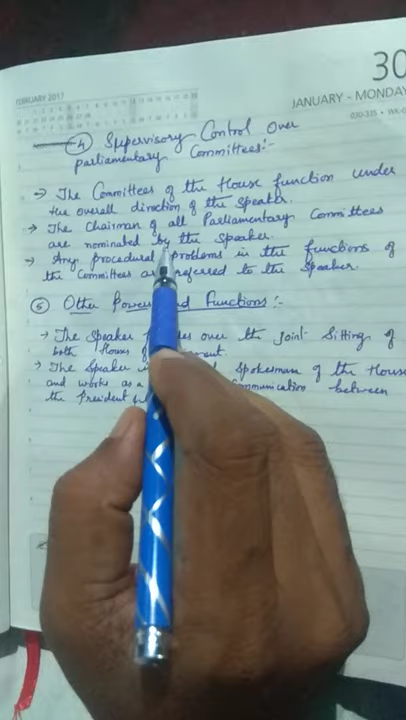 FEBRUARY 2017
30
JANUARY - MONDAY
030-335 • WK-0
④ Supervisory Control Over
parliamentary Committees:-
→ The Committees of the House function under
the overall direction of the Speaker.
→ The Chairman of all Parliamentary Committees
are nominated by the Speaker.
→ Any procedural problems in the functions of
the Committees are referred to the Speaker.
⑤ Other Powers and Functions:-
→ The Speaker over the Joint Sitting of
both Houses of
→ The Speaker Spokesman of the House
and works as a Communication between
the President